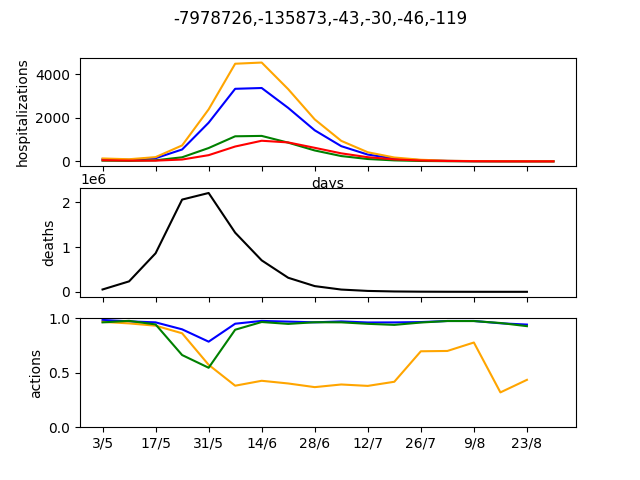 -7978726,-135873,-43,-30,-46,-119
hospitalizations
4000
2000
0
days
1e6
deaths
2
1
0
actions
1.0
0.5
0.0
3/5 17/5 31/5 14/6 28/6 12/7 26/7 9/8 23/8